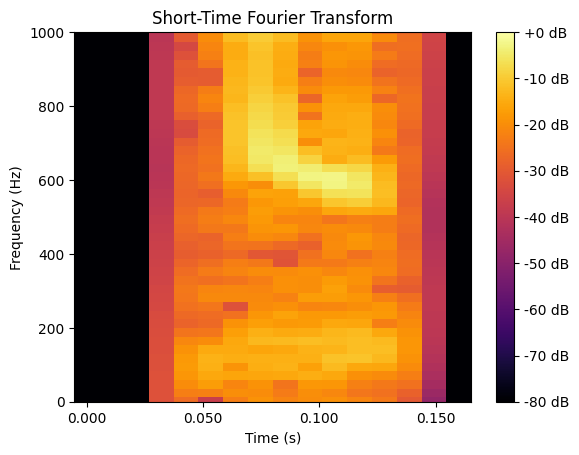 Short-Time Fourier Transform
1000
800
600
400
200
0
Frequency (Hz)
0.000
0.050
0.100
0.150
Time (s)
+0 dB
-10 dB
-20 dB
-30 dB
-40 dB
-50 dB
-60 dB
-70 dB
-80 dB